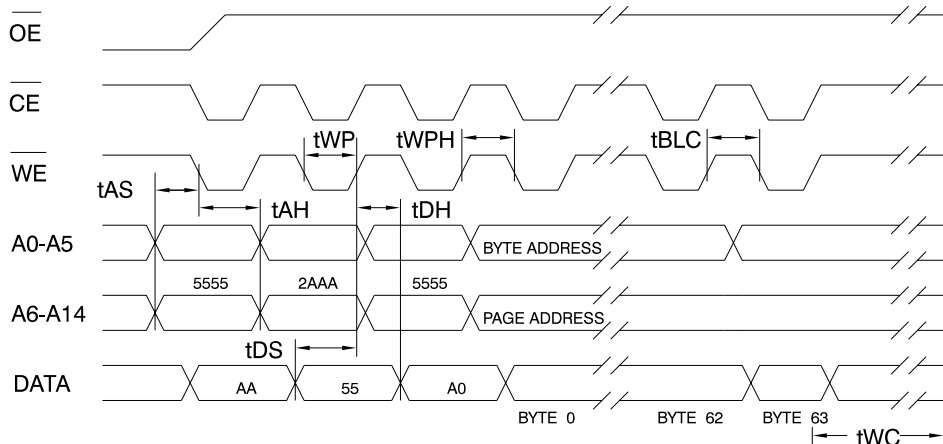 OE
CE
tWP
tWPH
tBLC
WE
tAS
tAH
tDH
A0-A5
BYTE ADDRESS
5555
2AAA
5555
A6-A14
PAGE ADDRESS
tDS
DATA
AA
55
A0
BYTE 0
BYTE 62
BYTE 63
tWC